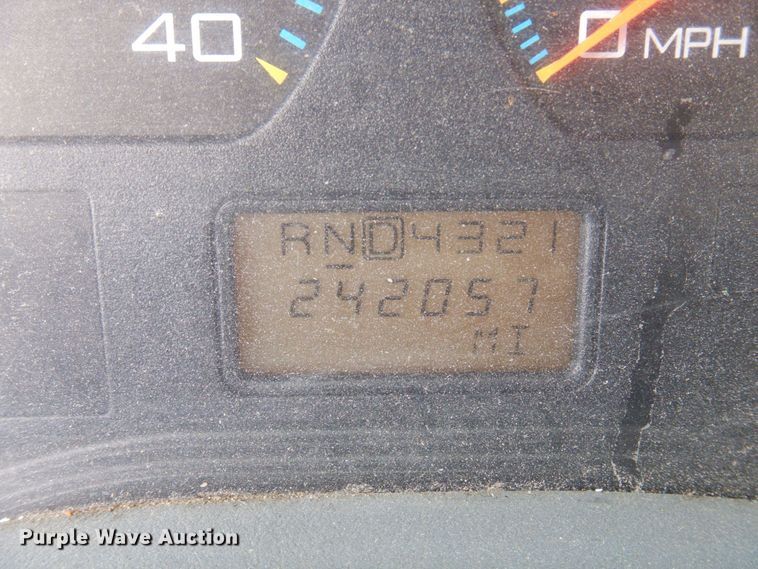 40
0 MPH
RND4321
242057
MI
Purple Wave Auction